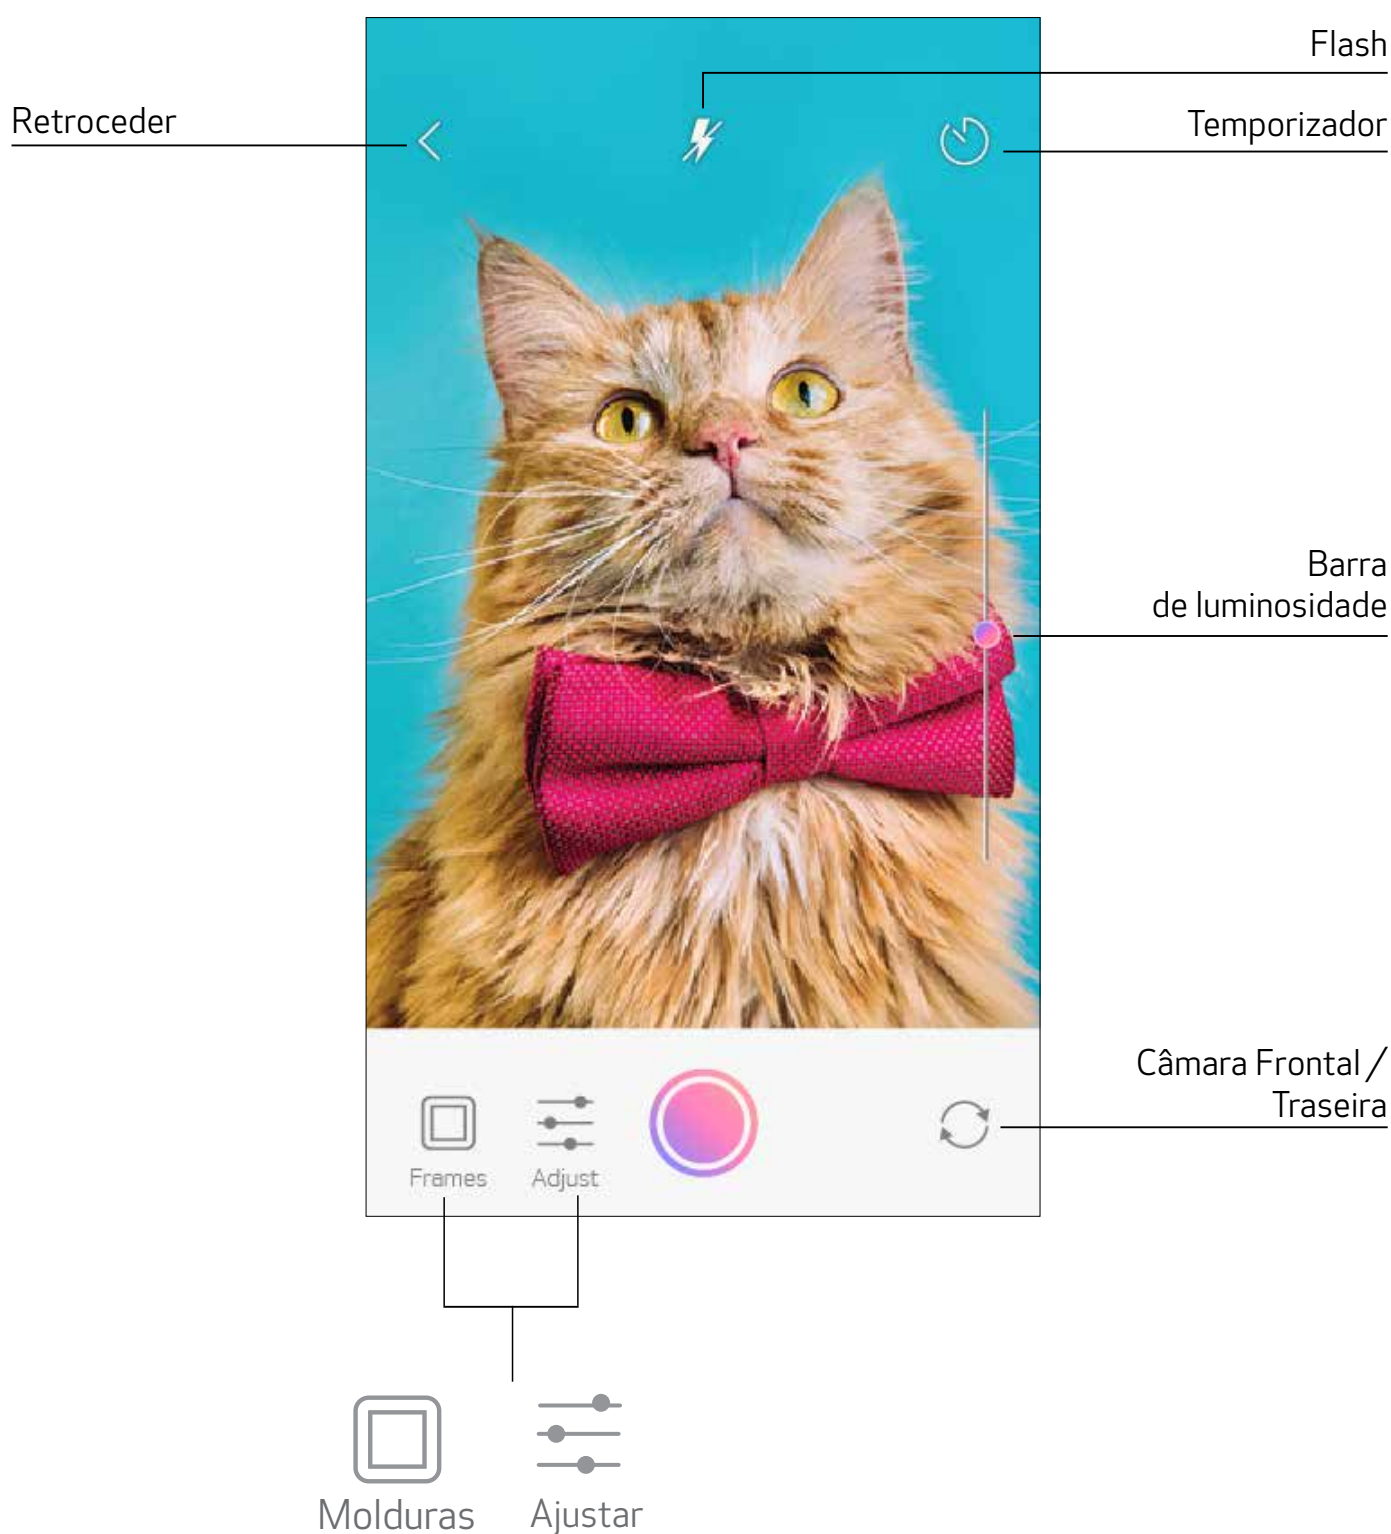 Flash
Retroceder
Temporizador
Barra
de luminosidade
Câmara Frontal /
Traseira
Frames
Adjust
Molduras
Ajustar